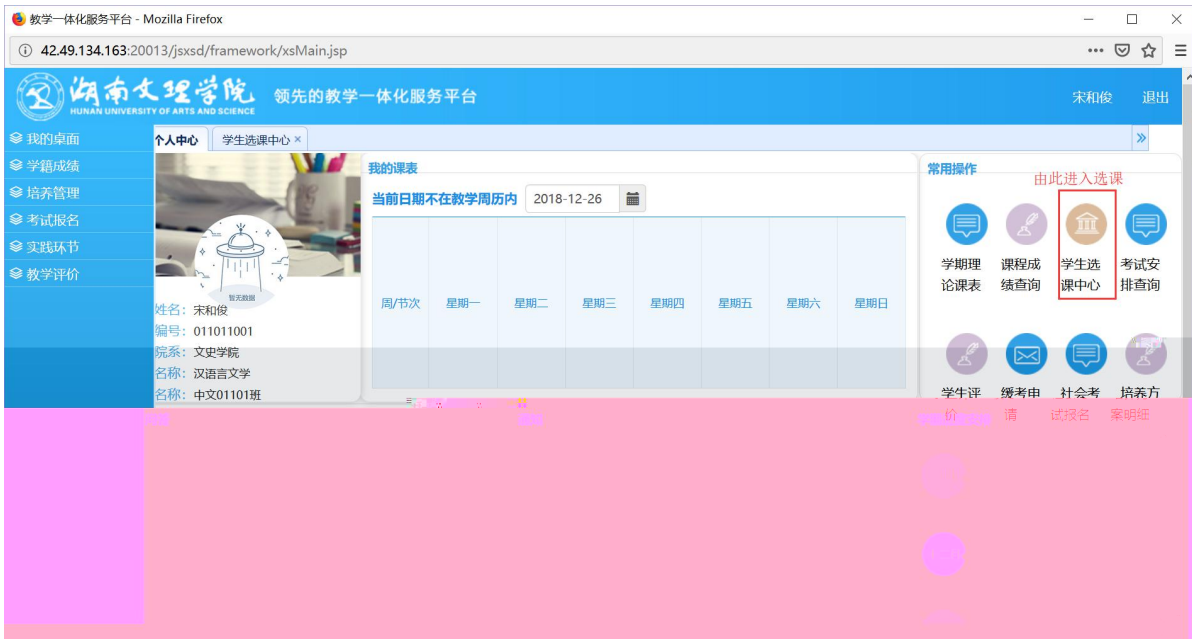 教学一体化服务平台 - Mozilla Firefox
42.49.134.163:20013/jsxsd/framework/xsMain.jsp
湖南文理学院
HUNAN UNIVERSITY OF ARTS AND SCIENCE
领先的教学一体化服务平台
宋和俊 退出
我的桌面
学籍成绩
培养管理
考试报名
实践环节
教学评价
个人中心 学生选课中心 ×
暂无数据
姓名：宋和俊
编号：011011001
院系：文史学院
名称：汉语言文学
名称：中文01101班
我的课表
当前日期不在教学周历内 2018-12-26
周/节次 星期一 星期二 星期三 星期四 星期五 星期六 星期日
常用操作
由此进入选课
学期理论课表
课程成绩查询
学生选课中心
考试安排查询
学生评价
缓考申请
社会考试报名
培养方案明细